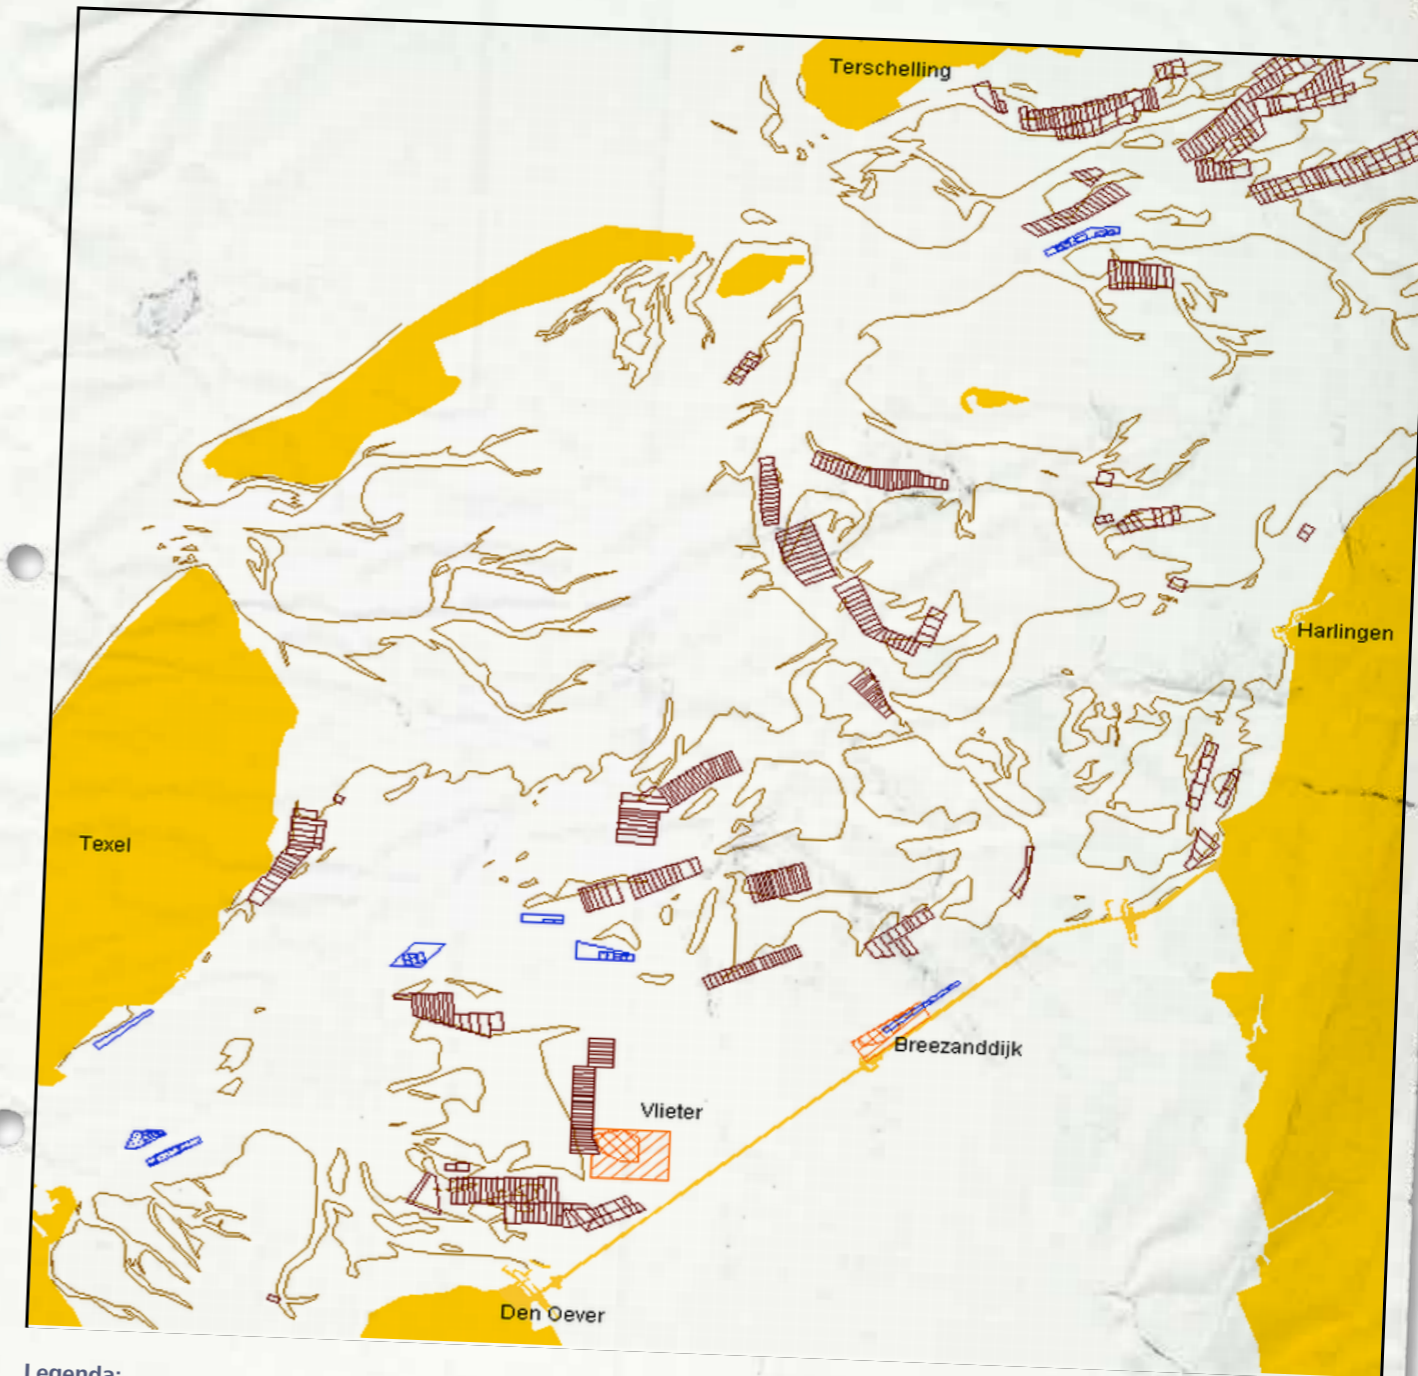 Terschelling
Harlingen
Texel
Breezanddijk
Vlieter
Den Oever
Legenda: